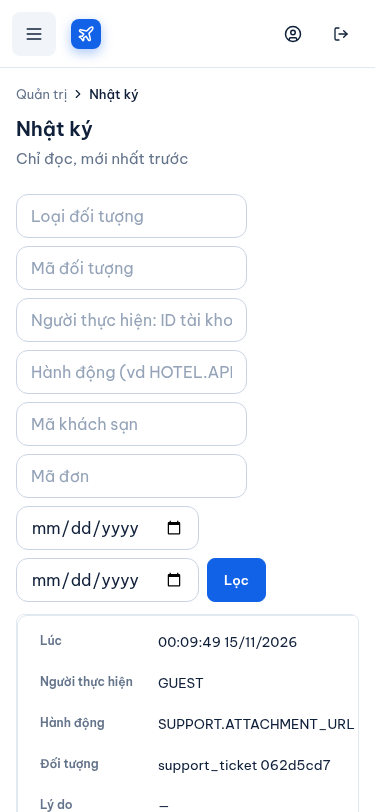 Quản trị > Nhật ký
Nhật ký
Chỉ đọc, mới nhất trước
Loại đối tượng
Mã đối tượng
Người thực hiện: ID tài kho
Hành động (vd HOTEL.API
Mã khách sạn
Mã đơn
mm/dd/yyyy
mm/dd/yyyy Lọc
Lúc 00:09:49 15/11/2026
Người thực hiện GUEST
Hành động SUPPORT.ATTACHMENT_URL
Đối tượng support_ticket 062d5cd7
Lý do —